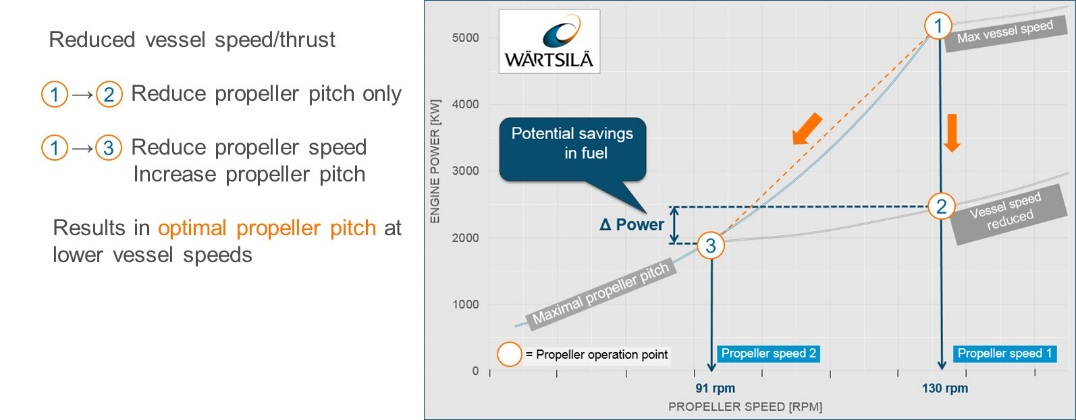 Reduced vessel speed/thrust
1 → 2 Reduce propeller pitch only
1 → 3 Reduce propeller speed
Increase propeller pitch
Results in optimal propeller pitch at
lower vessel speeds
WÄRTSILÄ
ENGINE POWER [KW]
5000
4000
3000
2000
1000
0
1
Max vessel speed
Potential savings
in fuel
Δ Power
2
Vessel speed
reduced
3
Maximal propeller pitch
= Propeller operation point
Propeller speed 2
Propeller speed 1
91 rpm
130 rpm
PROPELLER SPEED [RPM]